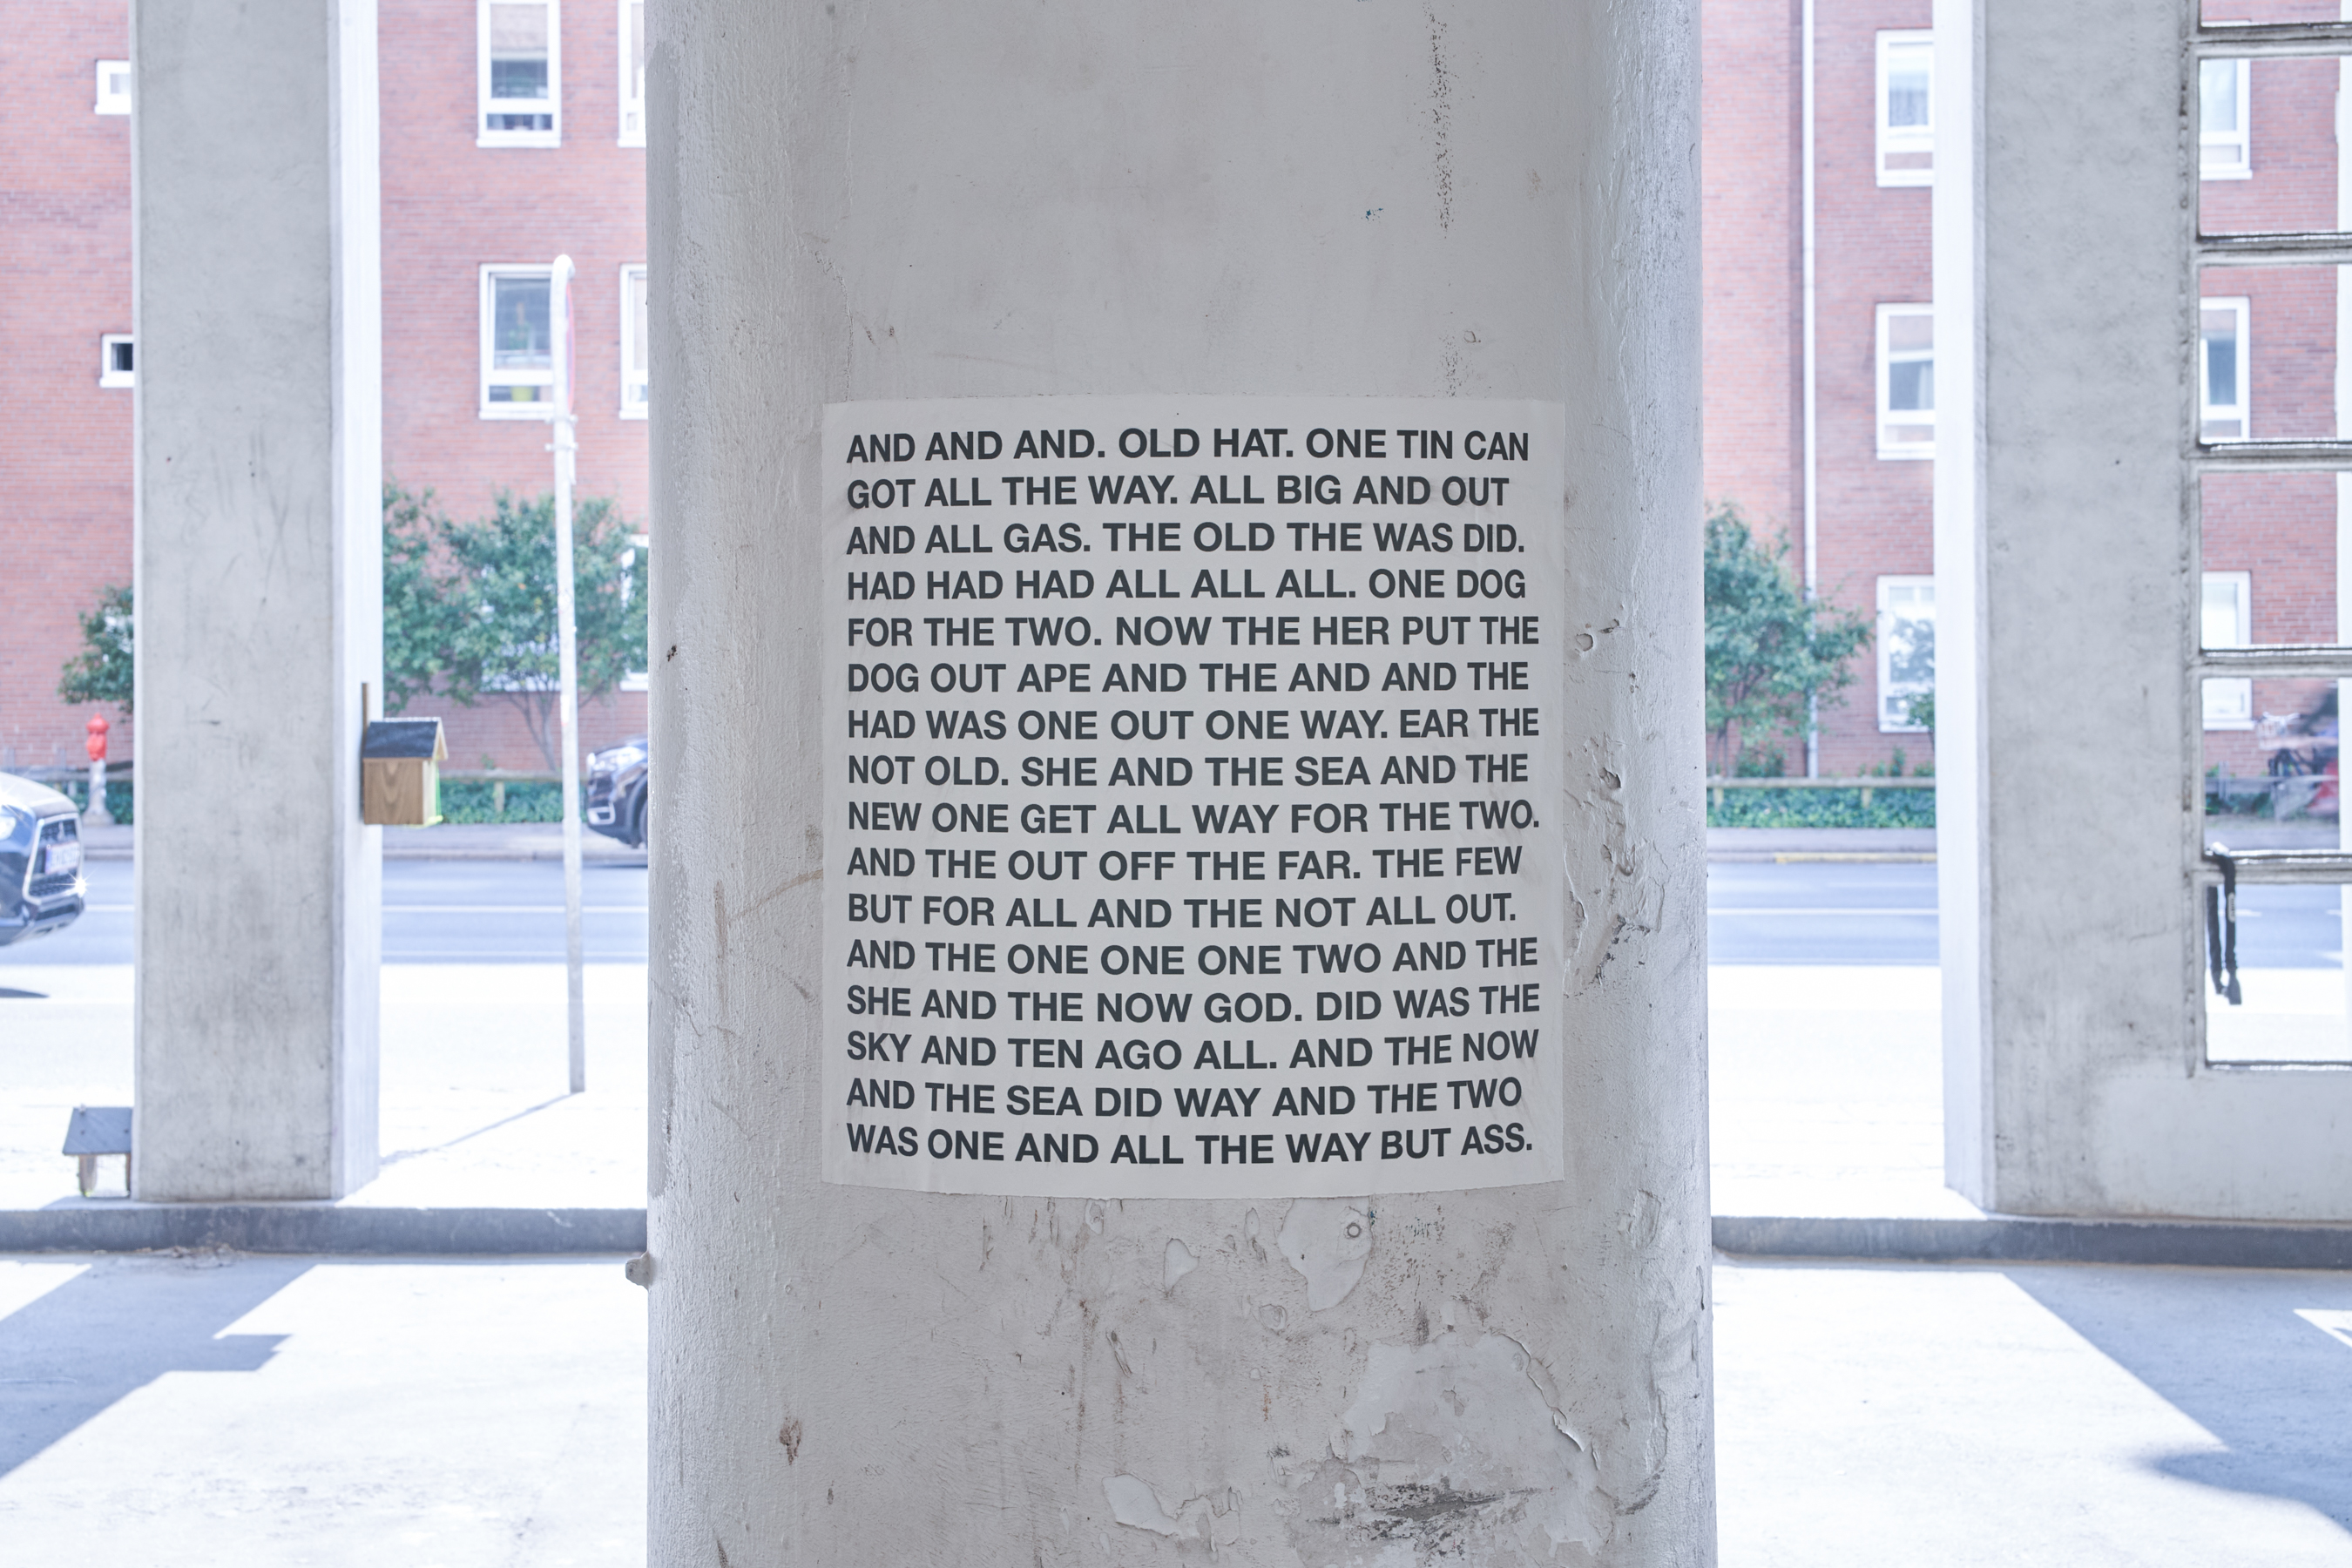 AND AND AND. OLD HAT. ONE TIN CAN
GOT ALL THE WAY. ALL BIG AND OUT
AND ALL GAS. THE OLD THE WAS DID.
HAD HAD HAD ALL ALL ALL. ONE DOG
FOR THE TWO. NOW THE HER PUT THE
DOG OUT APE AND THE AND AND THE
HAD WAS ONE OUT ONE WAY. EAR THE
NOT OLD. SHE AND THE SEA AND THE
NEW ONE GET ALL WAY FOR THE TWO.
AND THE OUT OFF THE FAR. THE FEW
BUT FOR ALL AND THE NOT ALL OUT.
AND THE ONE ONE ONE TWO AND THE
SHE AND THE NOW GOD. DID WAS THE
SKY AND TEN AGO ALL. AND THE NOW
AND THE SEA DID WAY AND THE TWO
WAS ONE AND ALL THE WAY BUT ASS.